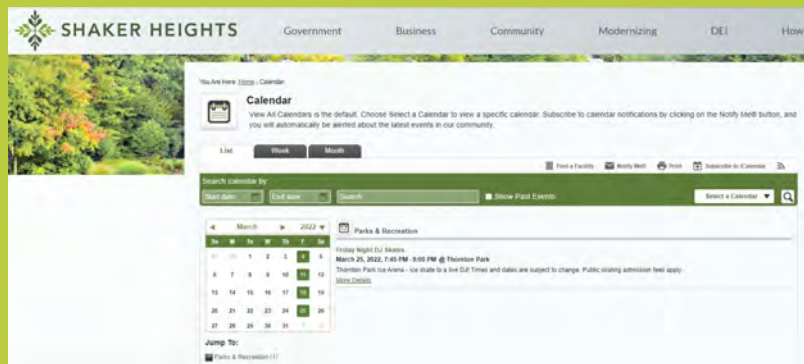 SHAKER HEIGHTS
Government Business Community Modernizing DEI How
You Are Here: Home > Calendar
Calendar
View All Calendars is the default. Choose Select a Calendar to view a specific calendar. Subscribe to calendar notifications by clicking on the Notify Me® button, and
you will automatically be alerted about the latest events in our community.
List Week Month
Find a Facility Notify Me® Print Subscribe to iCalendar
Search calendar by:
Start date End date Search Show Past Events Select a Calendar
March 2022
Su M Tu W Th F Sa
1 2 3 4 5
6 7 8 9 10 11 12
13 14 15 16 17 18 19
20 21 22 23 24 25 26
27 28 29 30 31
Parks & Recreation
Friday Night DJ Skates
March 25, 2022, 7:45 PM - 9:00 PM @ Thornton Park
Thornton Park Ice Arena - Ice skate to a live DJ! Times and dates are subject to change. Public skating admission fees apply.
More Details
Jump To:
Parks & Recreation (1)